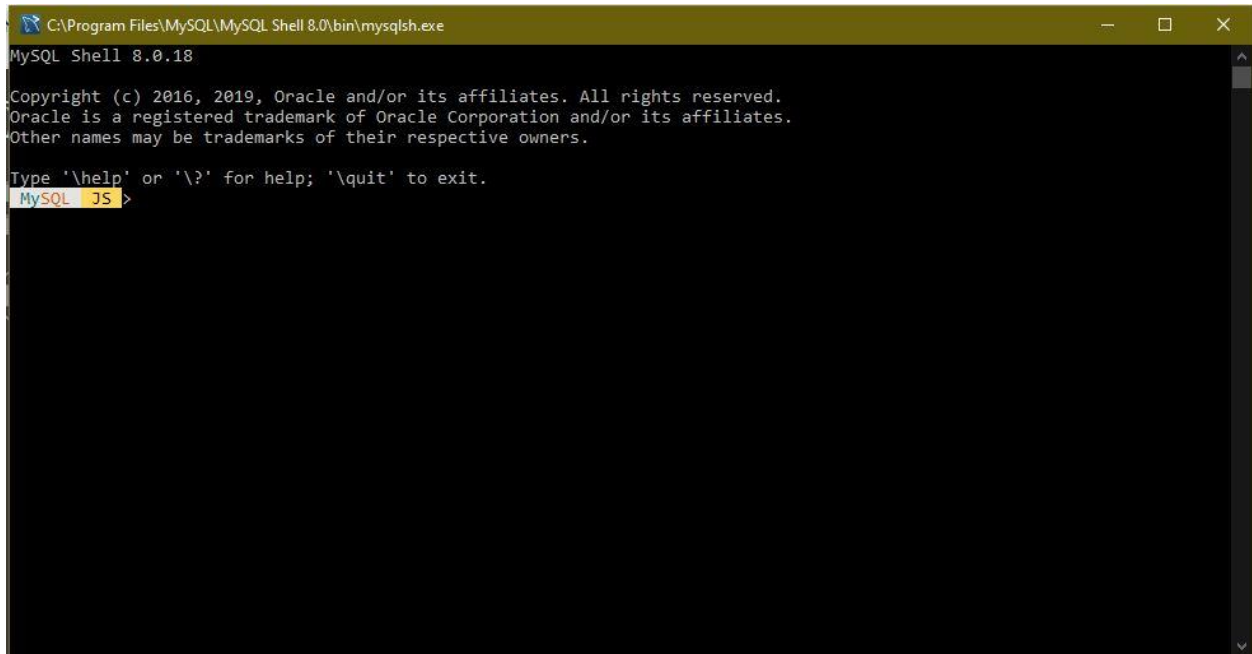 C:\Program Files\MySQL\MySQL Shell 8.0\bin\mysqlsh.exe
MySQL Shell 8.0.18
Copyright (c) 2016, 2019, Oracle and/or its affiliates. All rights reserved.
Oracle is a registered trademark of Oracle Corporation and/or its affiliates.
Other names may be trademarks of their respective owners.
Type '\help' or '\?' for help; '\quit' to exit.
MySQL JS >